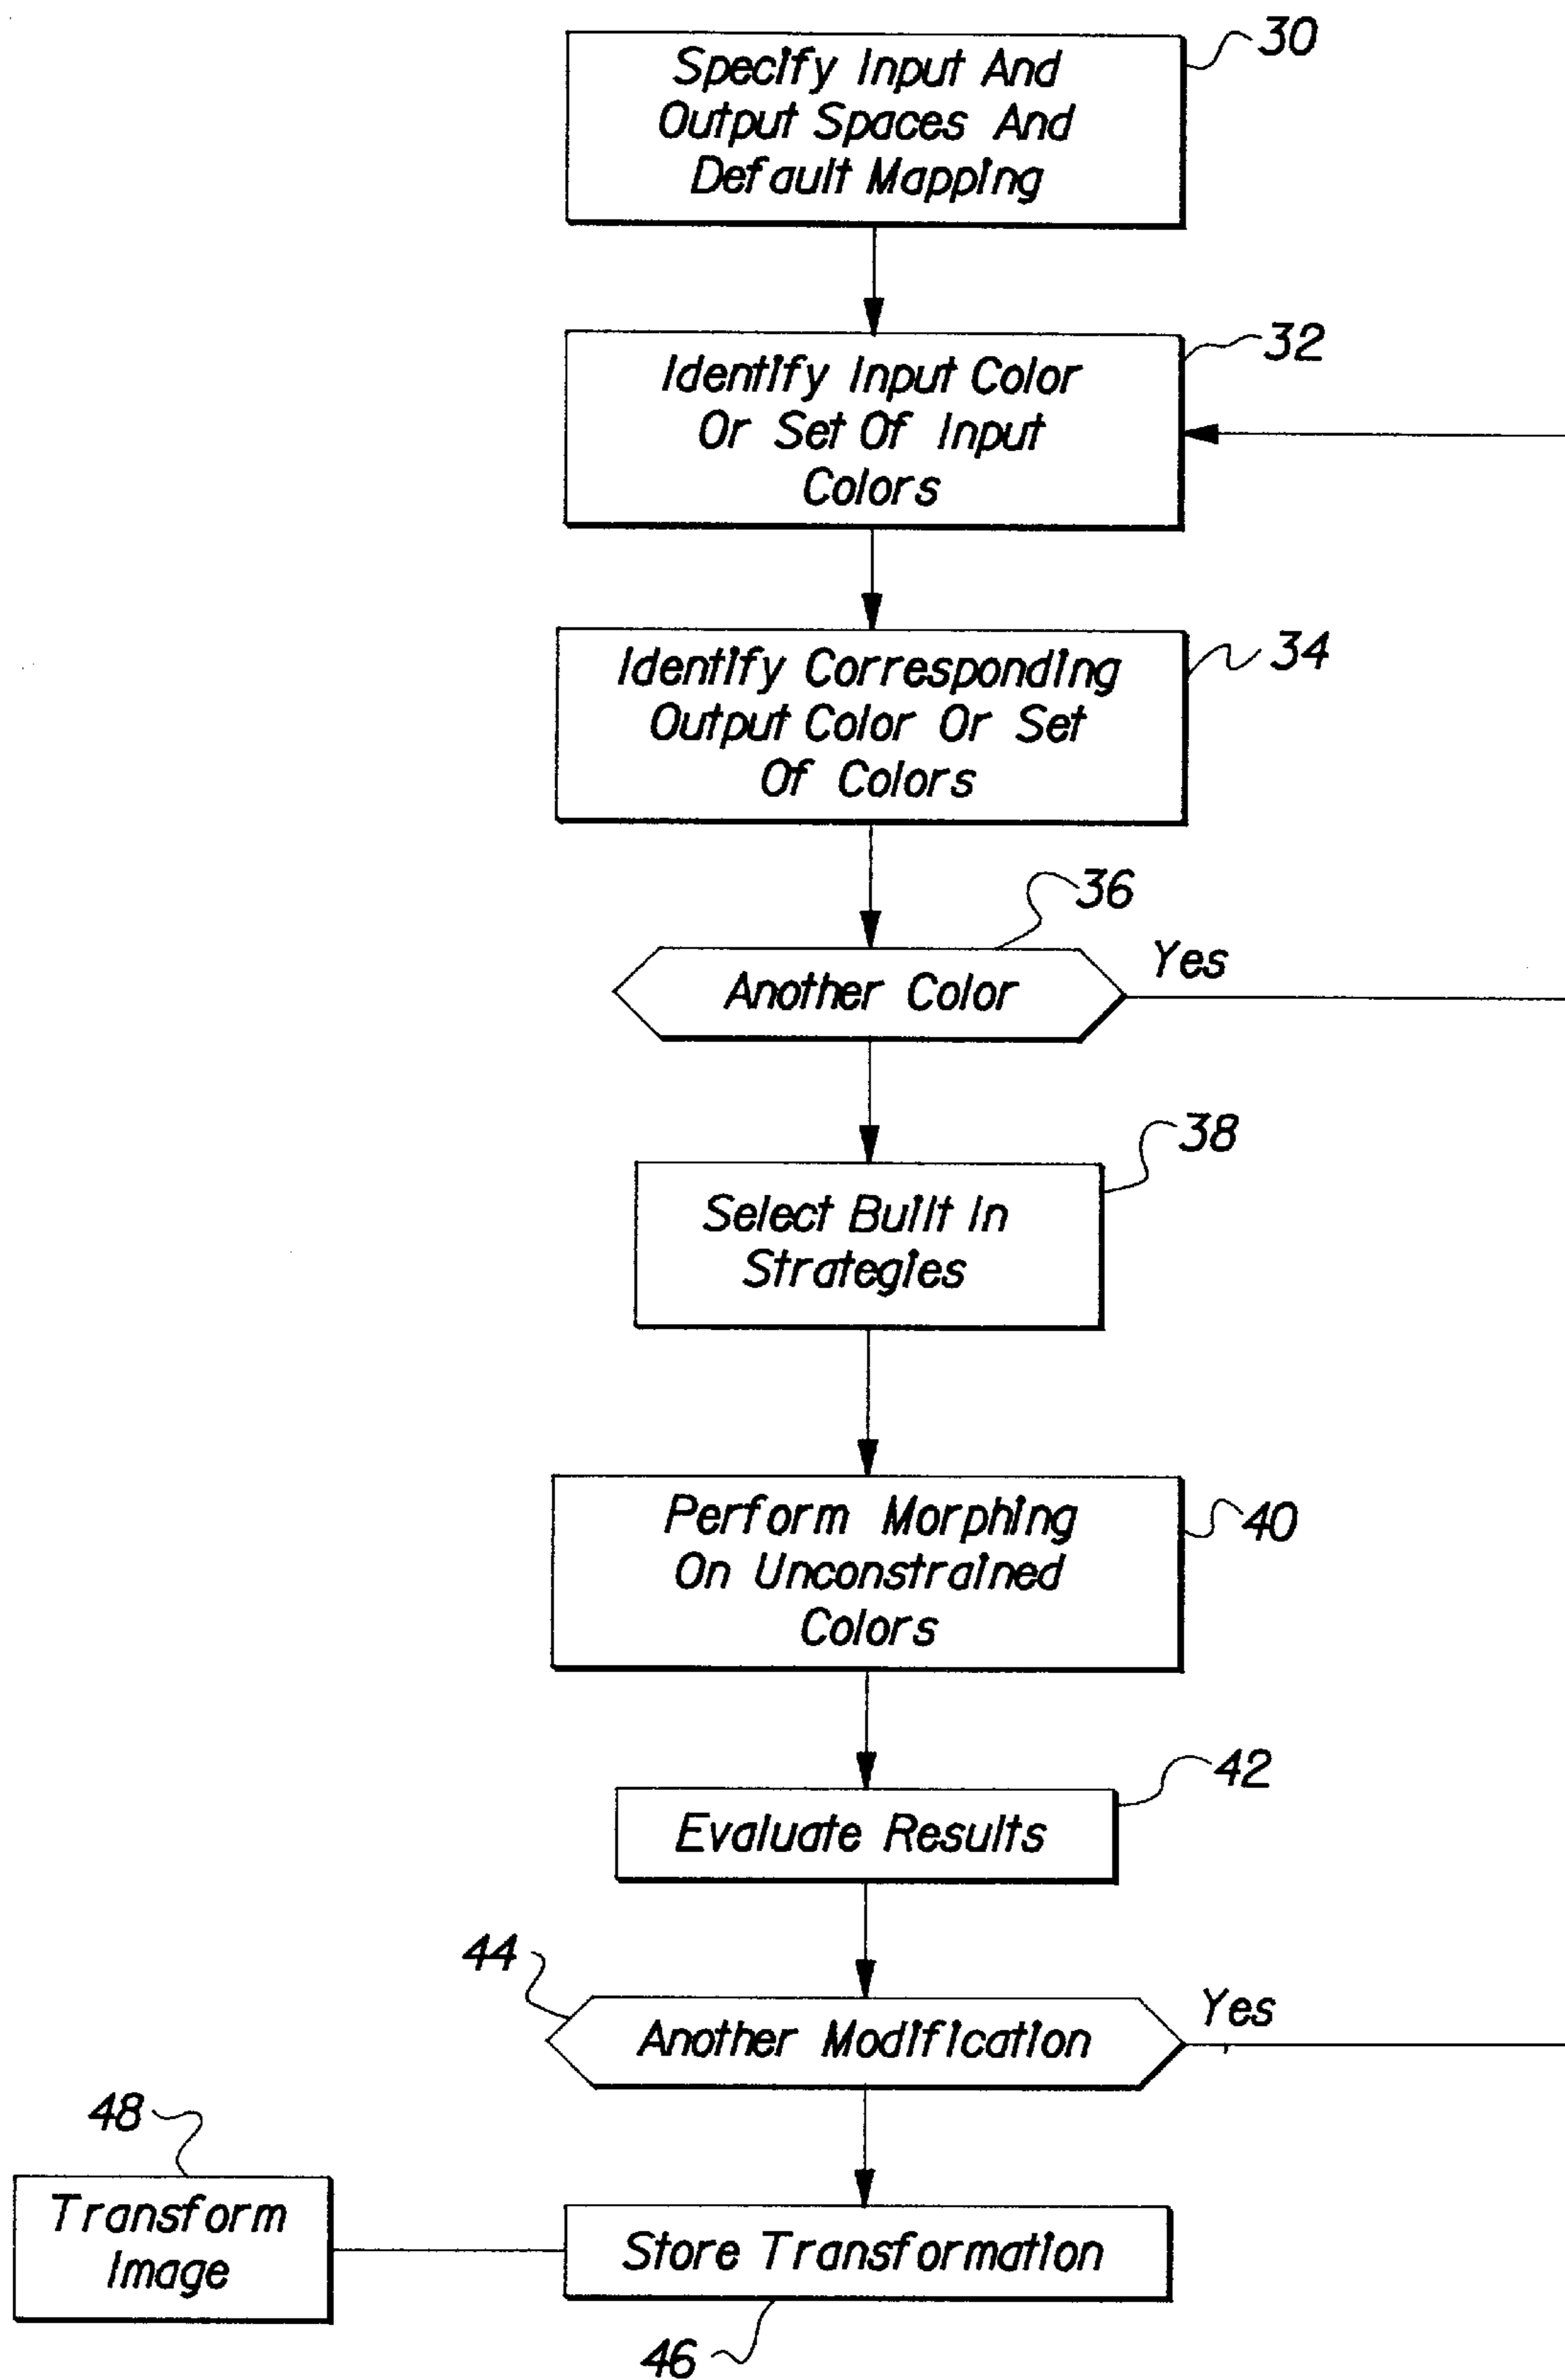 30
Specify Input And
Output Spaces And
Default Mapping
32
Identify Input Color
Or Set Of Input
Colors
34
Identify Corresponding
Output Color Or Set
Of Colors
36
Another Color
Yes
38
Select Built In
Strategies
40
Perform Morphing
On Unconstrained
Colors
42
Evaluate Results
44
Another Modification
Yes
48
Transform
Image
Store Transformation
46